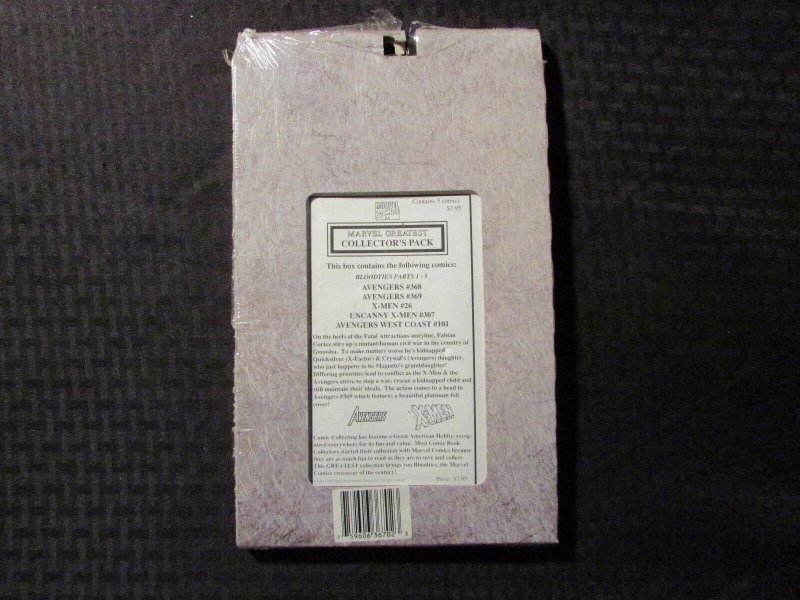 Contains 5 comics
$7.95
MARVEL
MARVEL GREATEST
COLLECTOR'S PACK
This box contains the following comics:
BLOODTIES PARTS 1 - 5
AVENGERS #368
AVENGERS #369
X-MEN #26
UNCANNY X-MEN #307
AVENGERS WEST COAST #101
On the heels of the Fatal Attractions storyline, Fabian
Cortez stirs up a mutant/human civil war in the country of
Genosha. To make matters worse he's kidnapped
Quicksilver (X-Factor) & Crystal's (Avengers) daughter,
who just happens to be Magneto's granddaughter!
Differing priorities lead to conflict as the X-Men & the
Avengers strive to stop a war, rescue a kidnapped child and
still maintain their ideals. The action comes to a head in
Avengers #369 which features a beautiful platinum foil
cover!
AVENGERS X-MEN
Comic Collecting has become a Great American Hobby, recog-
nized everywhere for its fun and value. Most Comic Book
Collectors started their collection with Marvel Comics because
they are as much fun to read as they are to save and collect.
This GREATEST collection brings you Bloodties, the Marvel
Comics crossover of the century!
Price: $7.95
7 59606 36702 3